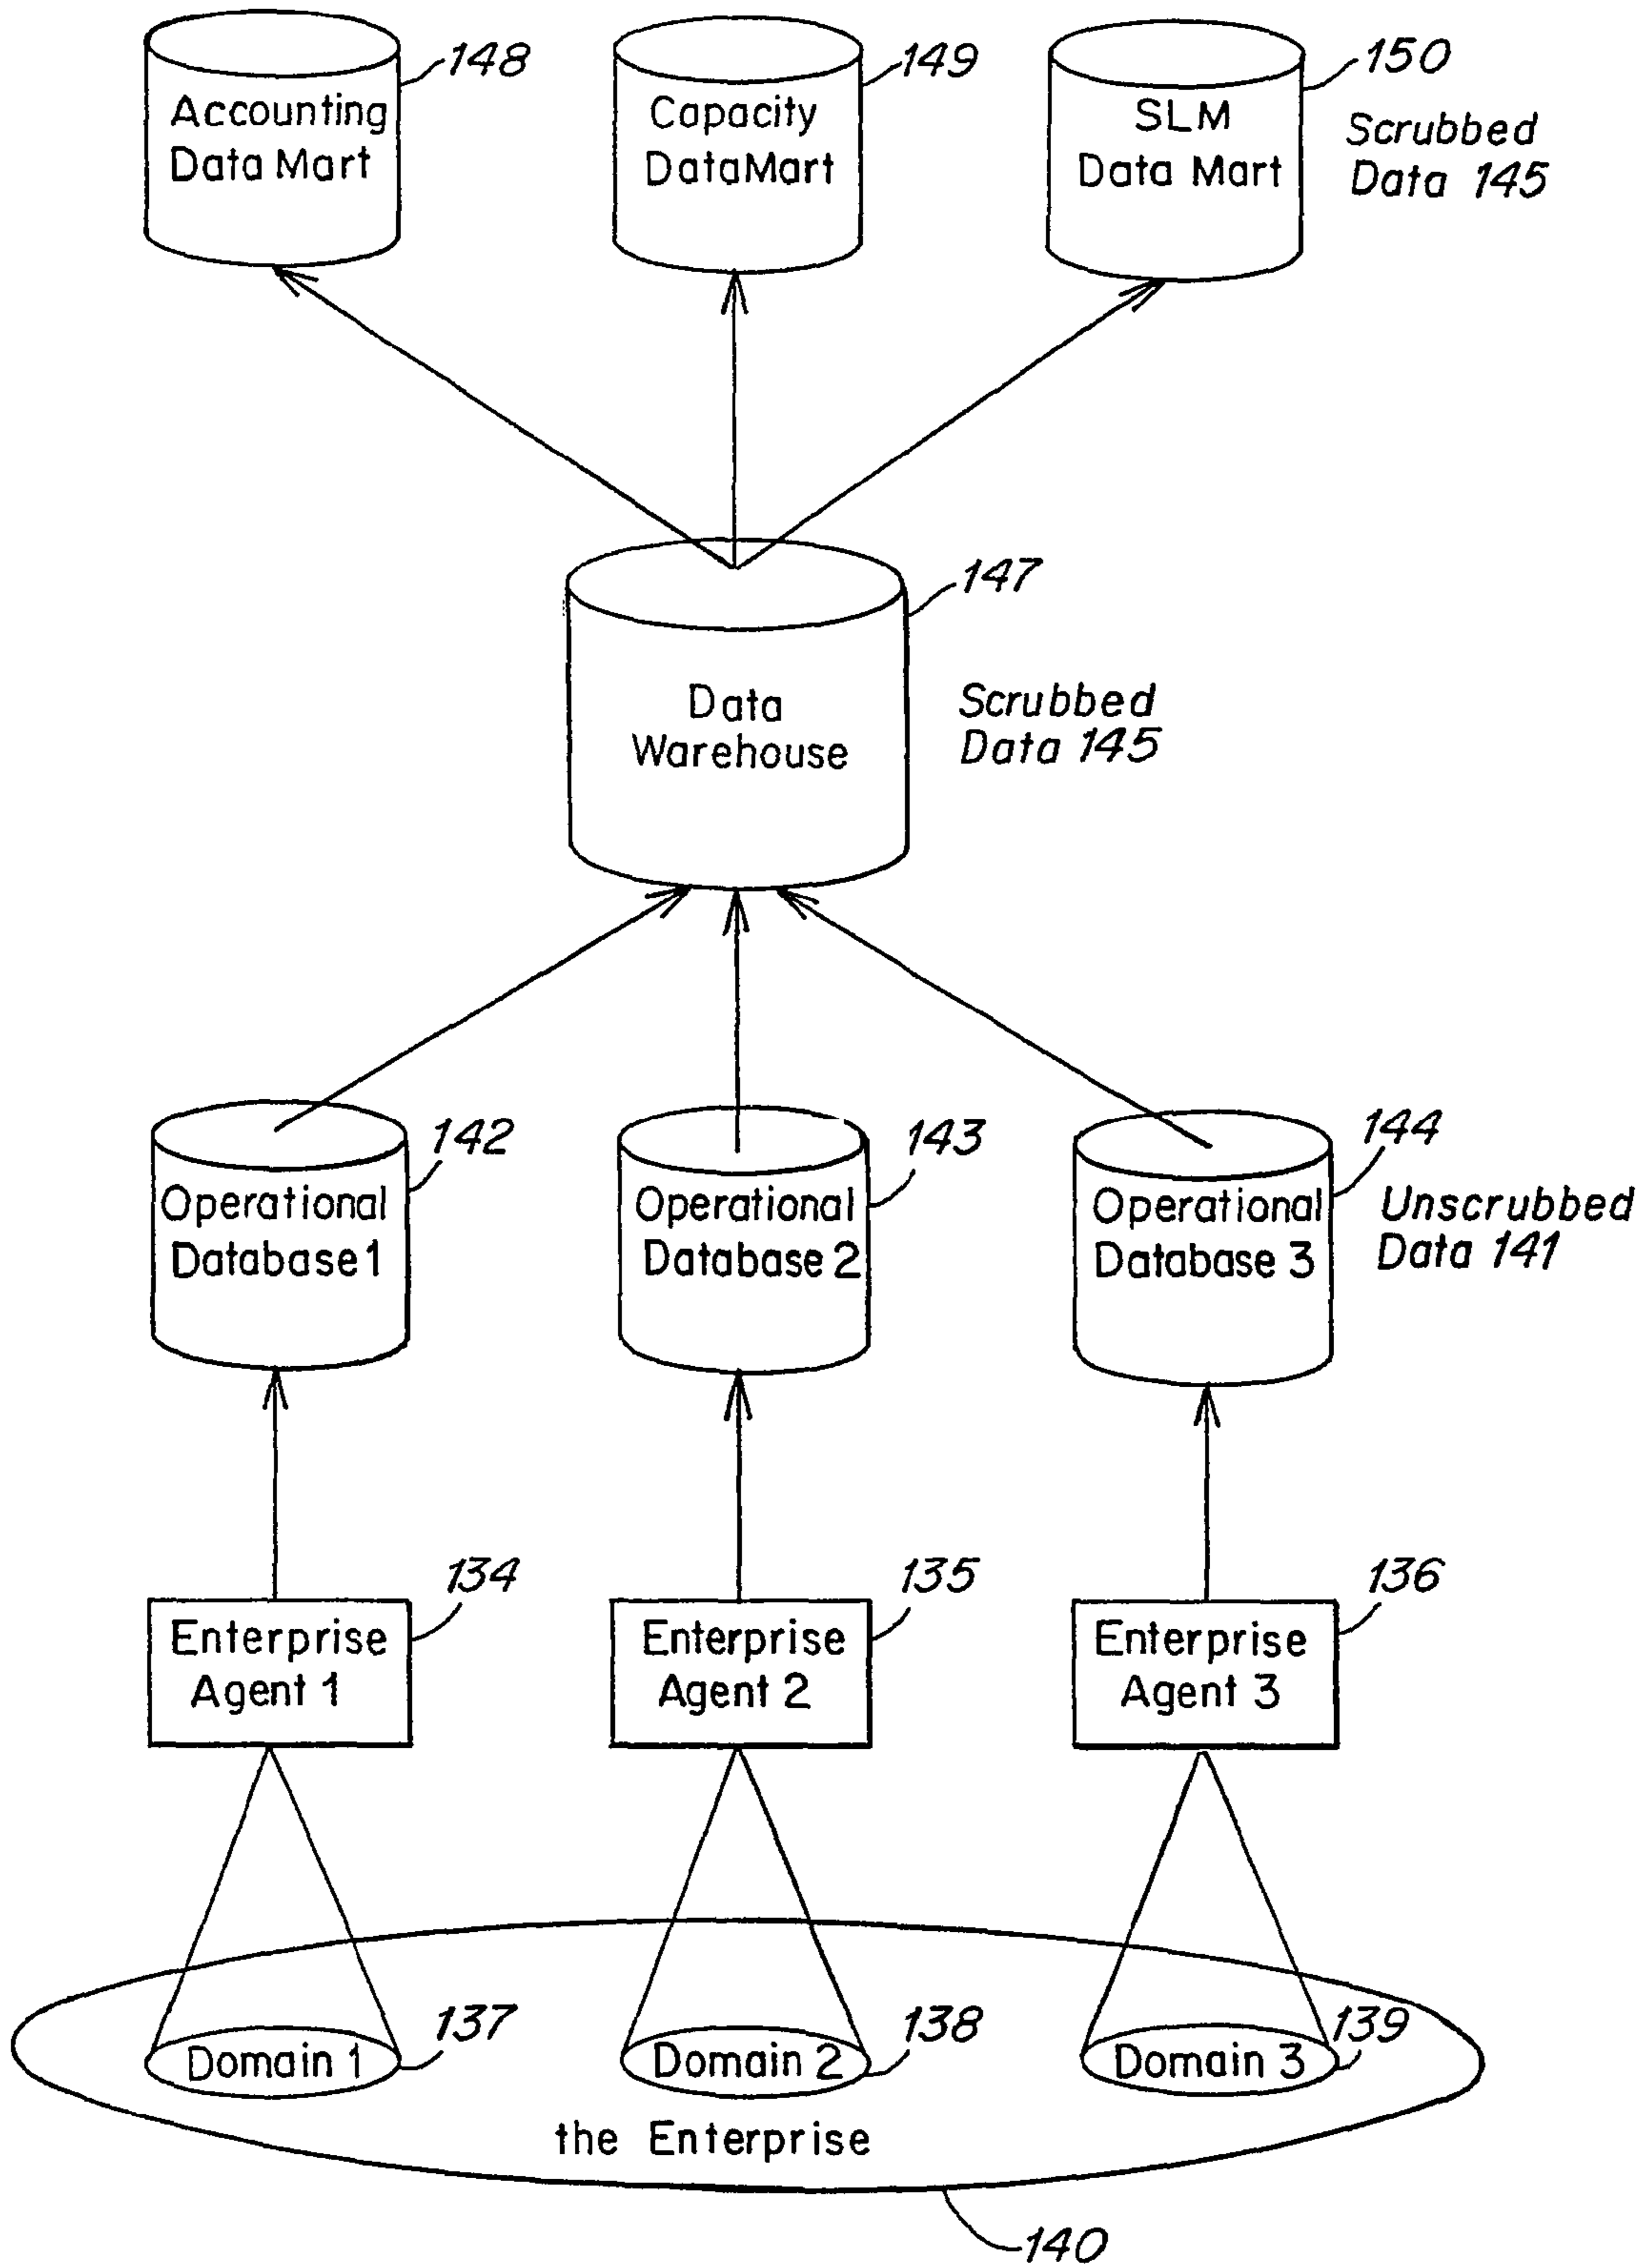 148
149
150
Accounting
Data Mart
Capacity
DataMart
SLM
Data Mart
Scrubbed
Data 145
147
Data
Warehouse
Scrubbed
Data 145
142
143
144
Operational
Database 1
Operational
Database 2
Operational
Database 3
Unscrubbed
Data 141
134
135
136
Enterprise
Agent 1
Enterprise
Agent 2
Enterprise
Agent 3
137
138
139
Domain 1
Domain 2
Domain 3
the Enterprise
140